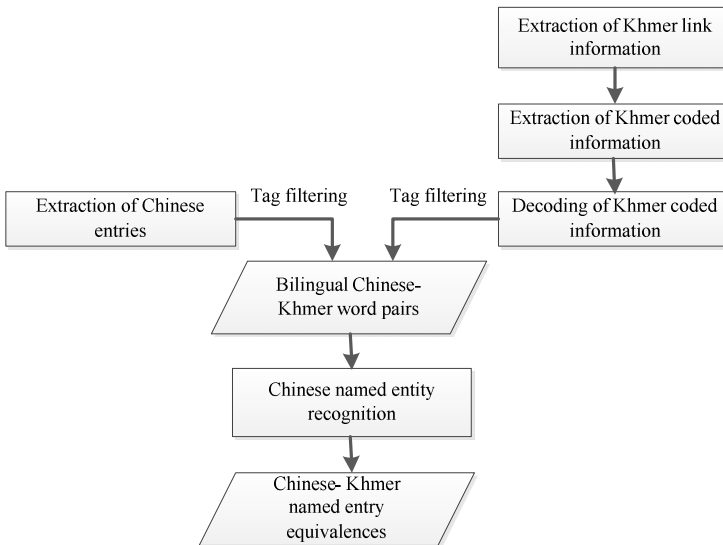 Extraction of Khmer link
information
Extraction of Khmer coded
information
Tag filtering
Tag filtering
Extraction of Chinese
entries
Decoding of Khmer coded
information
Bilingual Chinese-
Khmer word pairs
Chinese named entity
recognition
Chinese- Khmer
named entry
equivalences